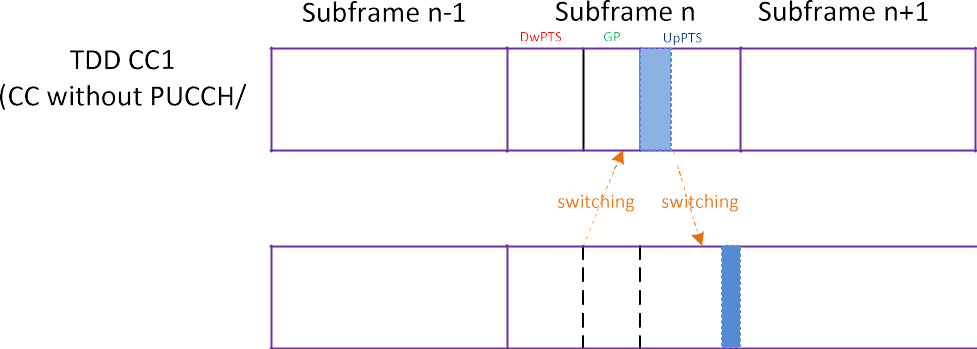 Subframe n-1 Subframe n Subframe n+1
DwPTS GP UpPTS
TDD CC1
(CC without PUCCH/
switching switching